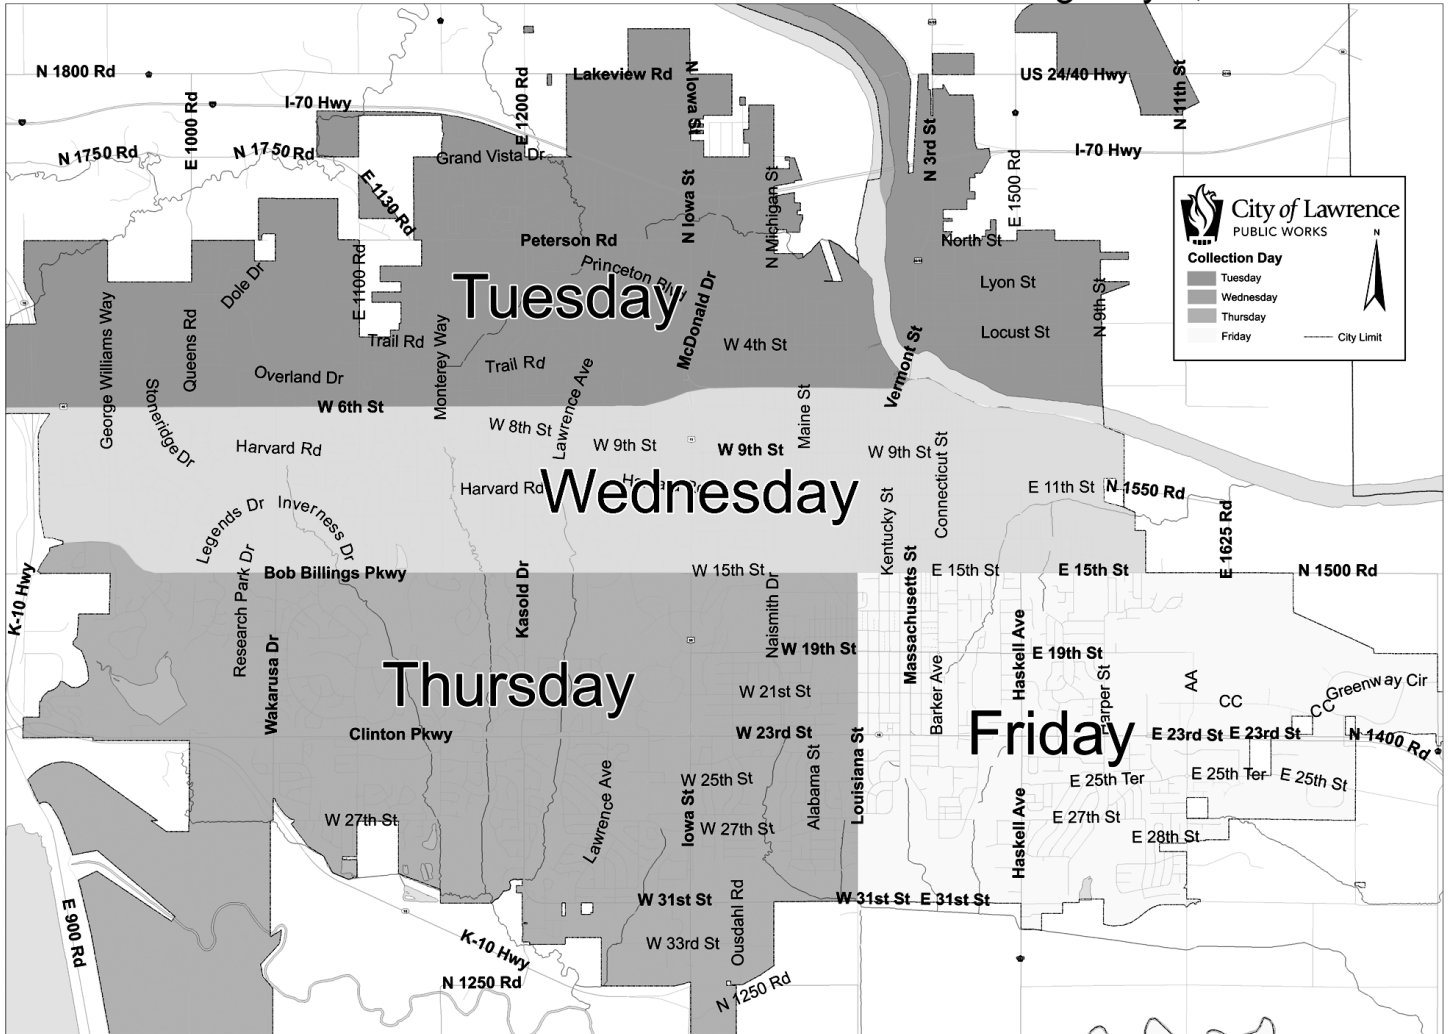 N 1800 Rd
Lakeview Rd
US 24/40 Hwy
N Iowa St
E 1200 Rd
N 11th St
E 1000 Rd
I-70 Hwy
N 3rd St
N 1750 Rd
N 1750 Rd
Grand Vista Dr
I-70 Hwy
E 1130 Rd
N Iowa St
N Michigan St
E 1500 Rd
City of Lawrence
PUBLIC WORKS
N
Collection Day
Tuesday
Wednesday
Thursday
Friday
City Limit
Peterson Rd
North St
Dole Dr
E 1100 Rd
Princeton Blvd
Lyon St
N 9th St
Tuesday
George Williams Way
Queens Rd
McDonald Dr
Locust St
Trail Rd
Monterey Way
W 4th St
Vermont St
Overland Dr
Trail Rd
Lawrence Ave
Stoneridge Dr
W 6th St
Maine St
W 8th St
Harvard Rd
W 9th St
W 9th St
W 9th St
Connecticut St
Harvard Rd
Wednesday
E 11th St
N 1550 Rd
Legends Dr
Inverness Dr
Kentucky St
E 1625 Rd
K-10 Hwy
Research Park Dr
Bob Billings Pkwy
Kasold Dr
W 15th St
Naismith Dr
Massachusetts St
E 15th St
E 15th St
N 1500 Rd
Wakarusa Dr
W 19th St
Haskell Ave
E 19th St
Thursday
W 21st St
Barker Ave
AA
CC
CC
Greenway Cir
Clinton Pkwy
W 23rd St
Louisiana St
Friday
E 23rd St
E 23rd St
N 1400 Rd
Lawrence Ave
W 25th St
Alabama St
E 25th Ter
E 25th Ter
E 25th St
W 27th St
Iowa St
W 27th St
Haskell Ave
E 27th St
E 28th St
E 900 Rd
W 31st St
Ousdahl Rd
W 31st St
E 31st St
K-10 Hwy
W 33rd St
N 1250 Rd
N 1250 Rd